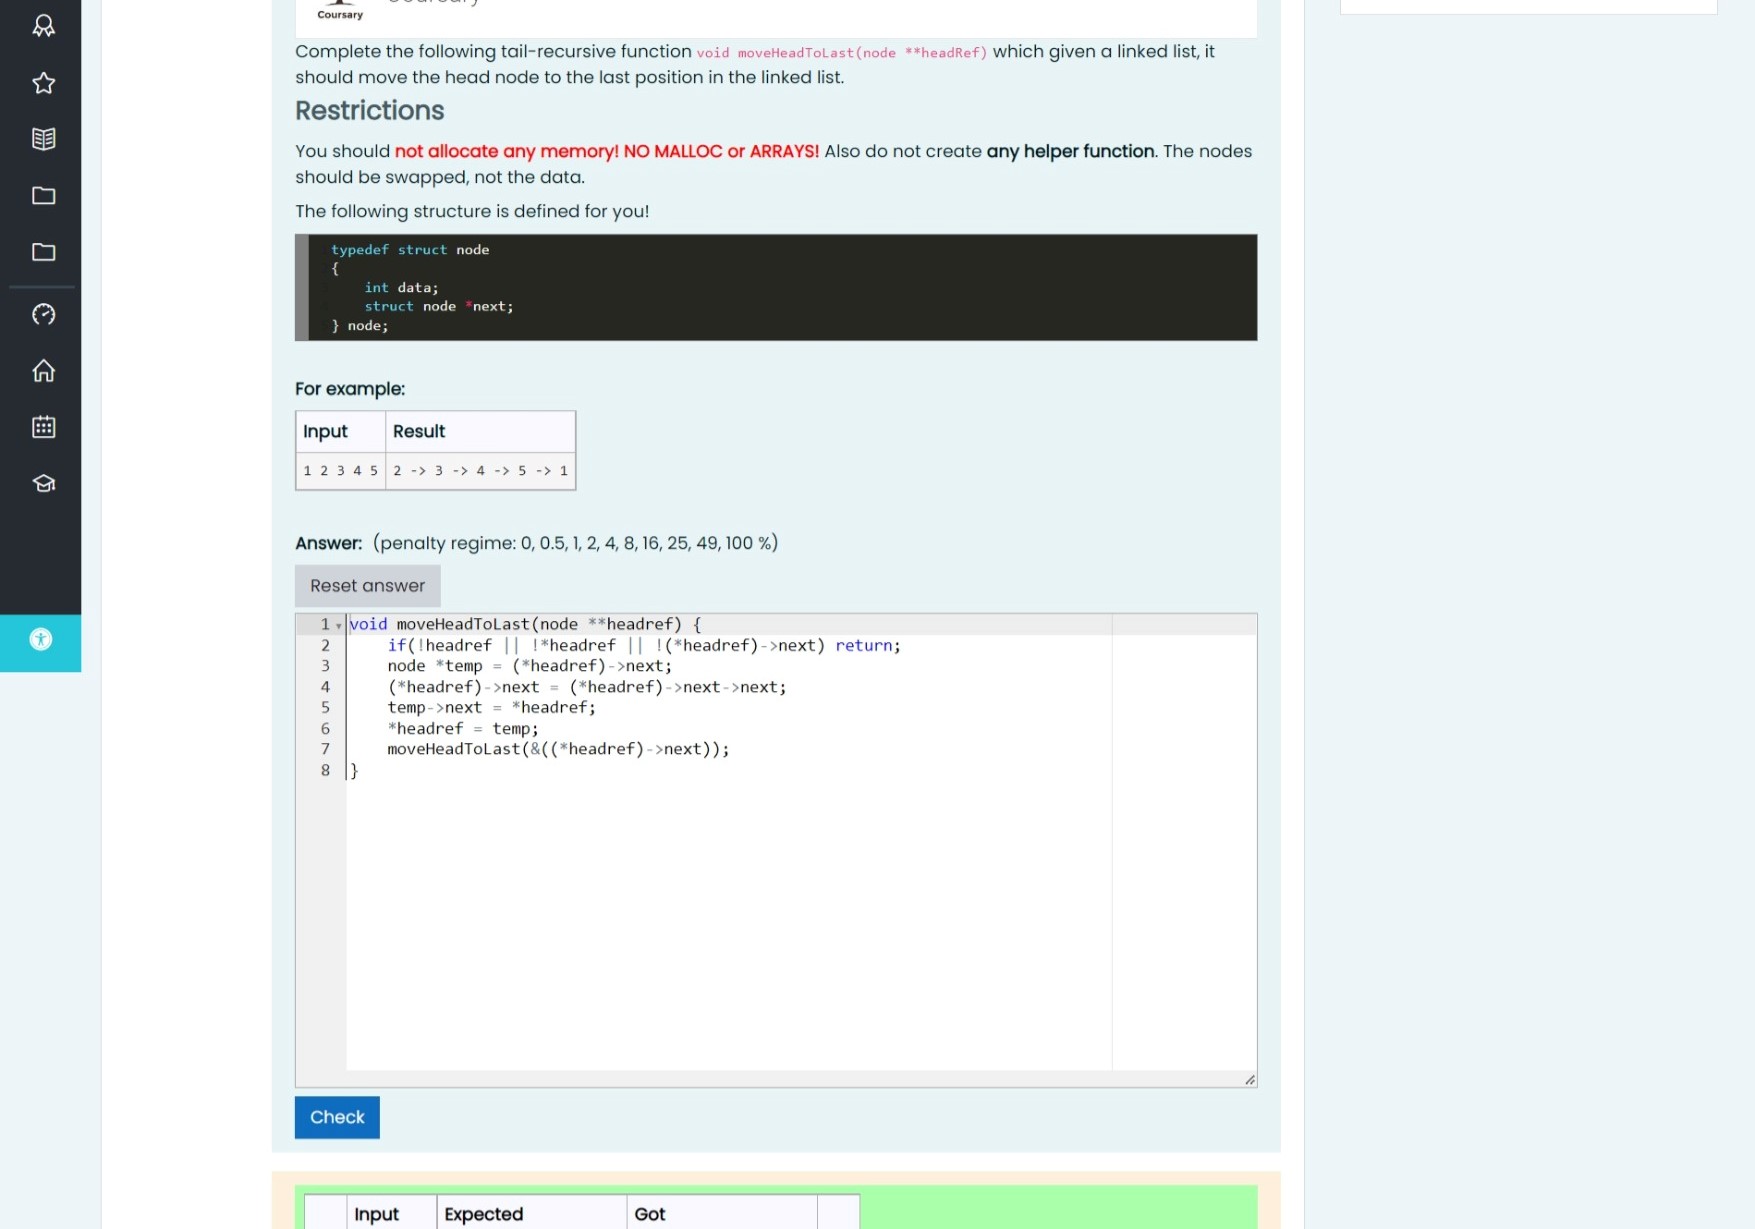 Coursary
Complete the following tail-recursive function void moveHeadToLast(node **headRef) which given a linked list, it
should move the head node to the last position in the linked list.
Restrictions
You should not allocate any memory! NO MALLOC or ARRAYS! Also do not create any helper function. The nodes
should be swapped, not the data.
The following structure is defined for you!
typedef struct node
{
int data;
struct node *next;
} node;
For example:
Input Result
1 2 3 4 5 2 -> 3 -> 4 -> 5 -> 1
Answer: (penalty regime: 0, 0.5, 1, 2, 4, 8, 16, 25, 49, 100 %)
Reset answer
1 void moveHeadToLast(node **headref) {
2 if(!headref || !*headref || !(*headref)->next) return;
3 node *temp = (*headref)->next;
4 (*headref)->next = (*headref)->next->next;
5 temp->next = *headref;
6 *headref = temp;
7 moveHeadToLast(&((*headref)->next));
8 }
Check
Input Expected Got